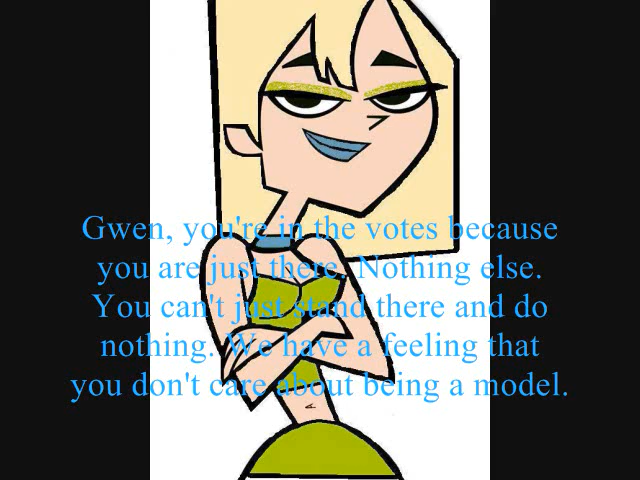 Gwen, you're in the votes because
you are just there. Nothing else.
You can't just stand there and do
nothing. We have a feeling that
you don't care about being a model.